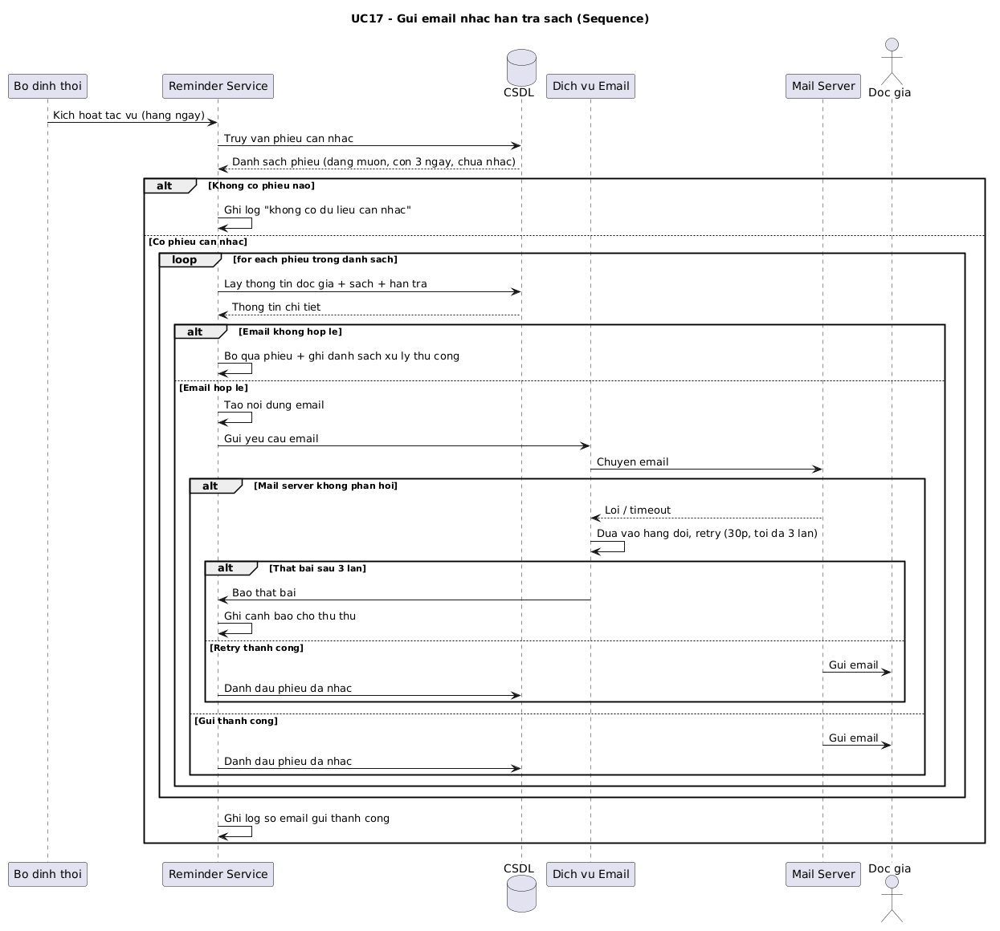 UC17 - Gui email nhac han tra sach (Sequence)
Bo dinh thoi
Reminder Service
CSDL
Dich vu Email
Mail Server
Doc gia
Kich hoat tac vu (hang ngay)
Truy van phieu can nhac
Danh sach phieu (dang muon, con 3 ngay, chua nhac)
alt [Khong co phieu nao]
Ghi log "khong co du lieu can nhac"
[Co phieu can nhac]
loop [for each phieu trong danh sach]
Lay thong tin doc gia + sach + han tra
Thong tin chi tiet
alt [Email khong hop le]
Bo qua phieu + ghi danh sach xu ly thu cong
[Email hop le]
Tao noi dung email
Gui yeu cau email
Chuyen email
alt [Mail server khong phan hoi]
Loi / timeout
Dua vao hang doi, retry (30p, toi da 3 lan)
alt [That bai sau 3 lan]
Bao that bai
Ghi canh bao cho thu thu
[Retry thanh cong]
Gui email
Danh dau phieu da nhac
[Gui thanh cong]
Gui email
Danh dau phieu da nhac
Ghi log so email gui thanh cong
Bo dinh thoi
Reminder Service
CSDL
Dich vu Email
Mail Server
Doc gia